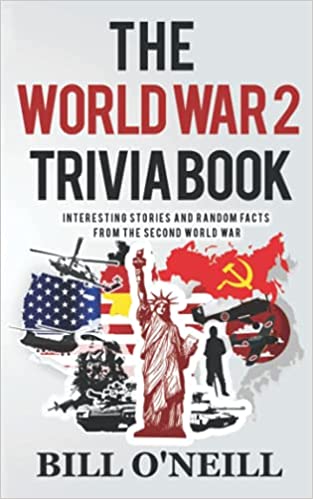 THE
WORLD WAR 2
TRIVIA BOOK
INTERESTING STORIES AND RANDOM FACTS
FROM THE SECOND WORLD WAR
BILL O'NEILL